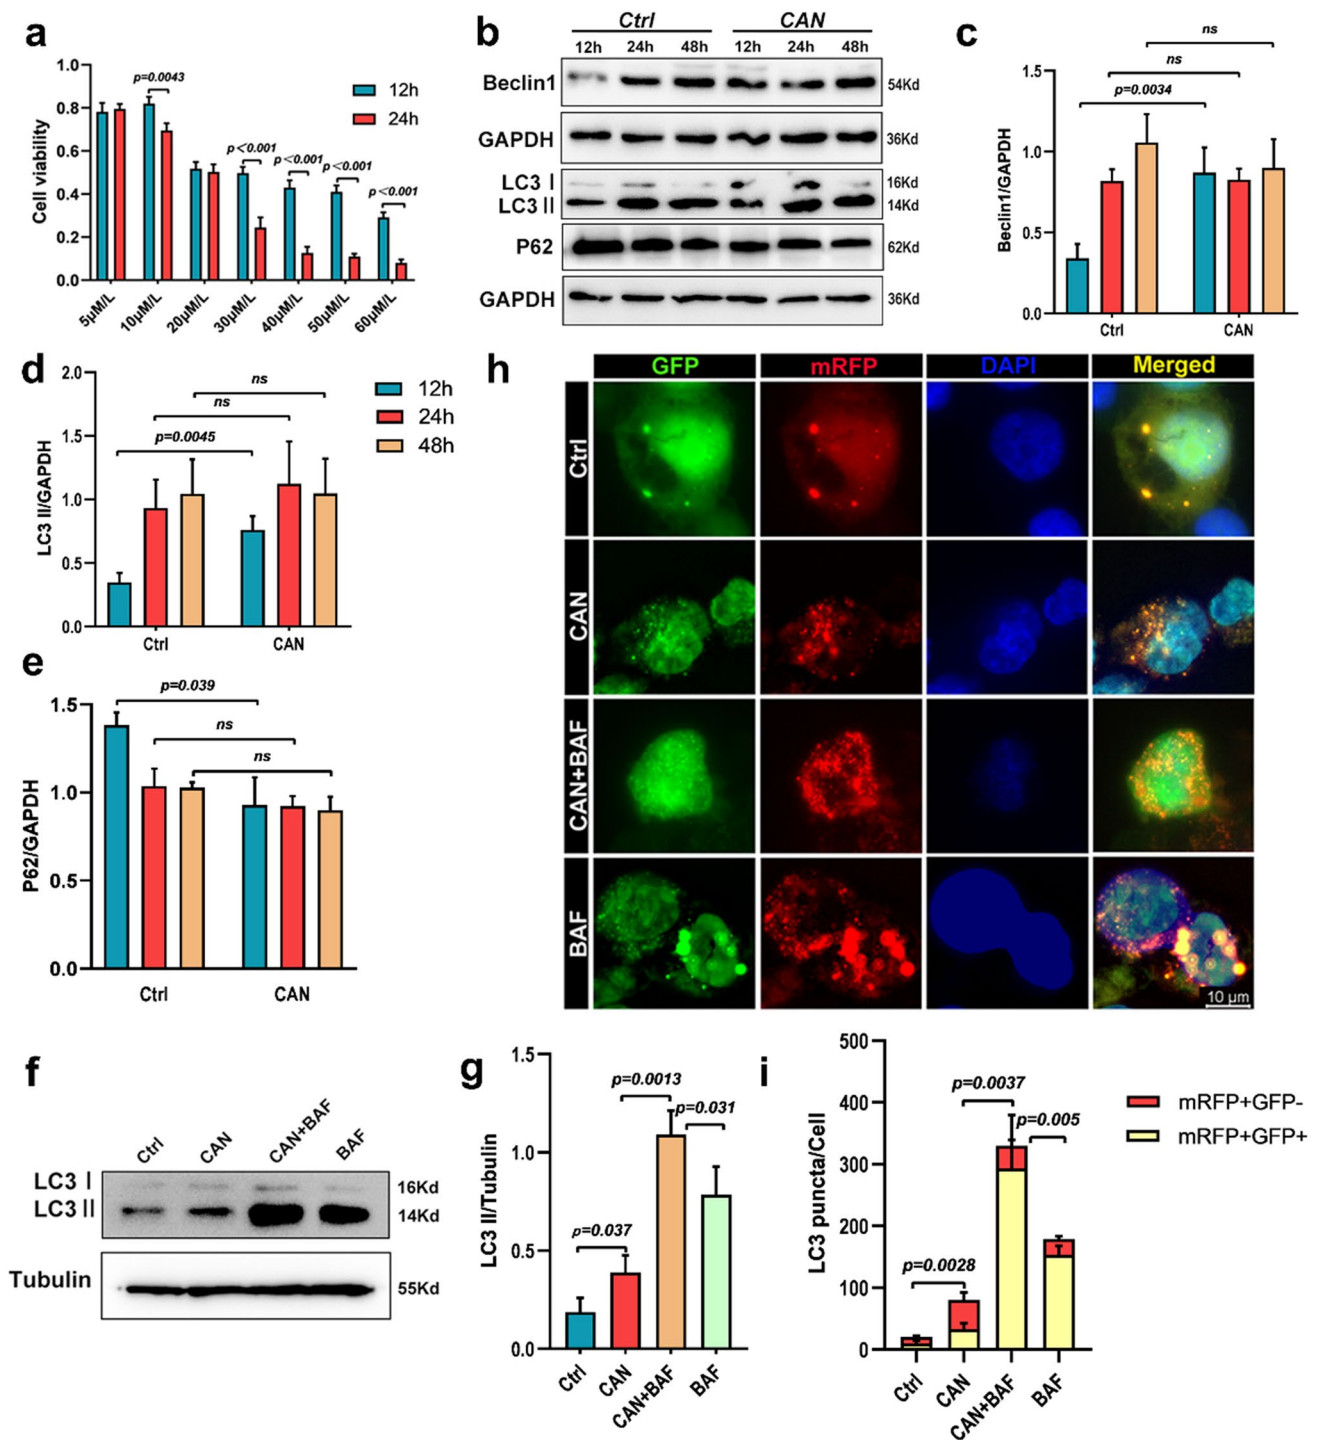 a
1.0
0.8
0.6
0.4
0.2
0.0
Cell viability
p=0.0043
p<0.001
p<0.001
p<0.001
p<0.001
12h
24h
5μM/L
10μM/L
20μM/L
30μM/L
40μM/L
50μM/L
60μM/L
b
Ctrl CAN
12h 24h 48h 12h 24h 48h
Beclin1 54Kd
GAPDH 36Kd
LC3 Ⅰ 16Kd
LC3 Ⅱ 14Kd
P62 62Kd
GAPDH 36Kd
c
ns
ns
p=0.0034
1.5
1.0
0.5
0.0
Beclin1/GAPDH
Ctrl CAN
d
2.0
1.5
1.0
0.5
0.0
LC3 Ⅱ/GAPDH
ns
ns
p=0.0045
12h
24h
48h
Ctrl CAN
e
p=0.039
ns
ns
1.5
1.0
0.5
0.0
P62/GAPDH
Ctrl CAN
h
GFP mRFP DAPI Merged
Ctrl
CAN
CAN+BAF
BAF
10 μm
f
Ctrl CAN CAN+BAF BAF
LC3 Ⅰ 16Kd
LC3 Ⅱ 14Kd
Tubulin 55Kd
g
1.5
1.0
0.5
0.0
LC3 Ⅱ/Tubulin
p=0.0013
p=0.031
p=0.037
Ctrl CAN CAN+BAF BAF
i
500
400
300
200
100
0
LC3 puncta/Cell
p=0.0037
p=0.005
p=0.0028
mRFP+GFP-
mRFP+GFP+
Ctrl CAN CAN+BAF BAF